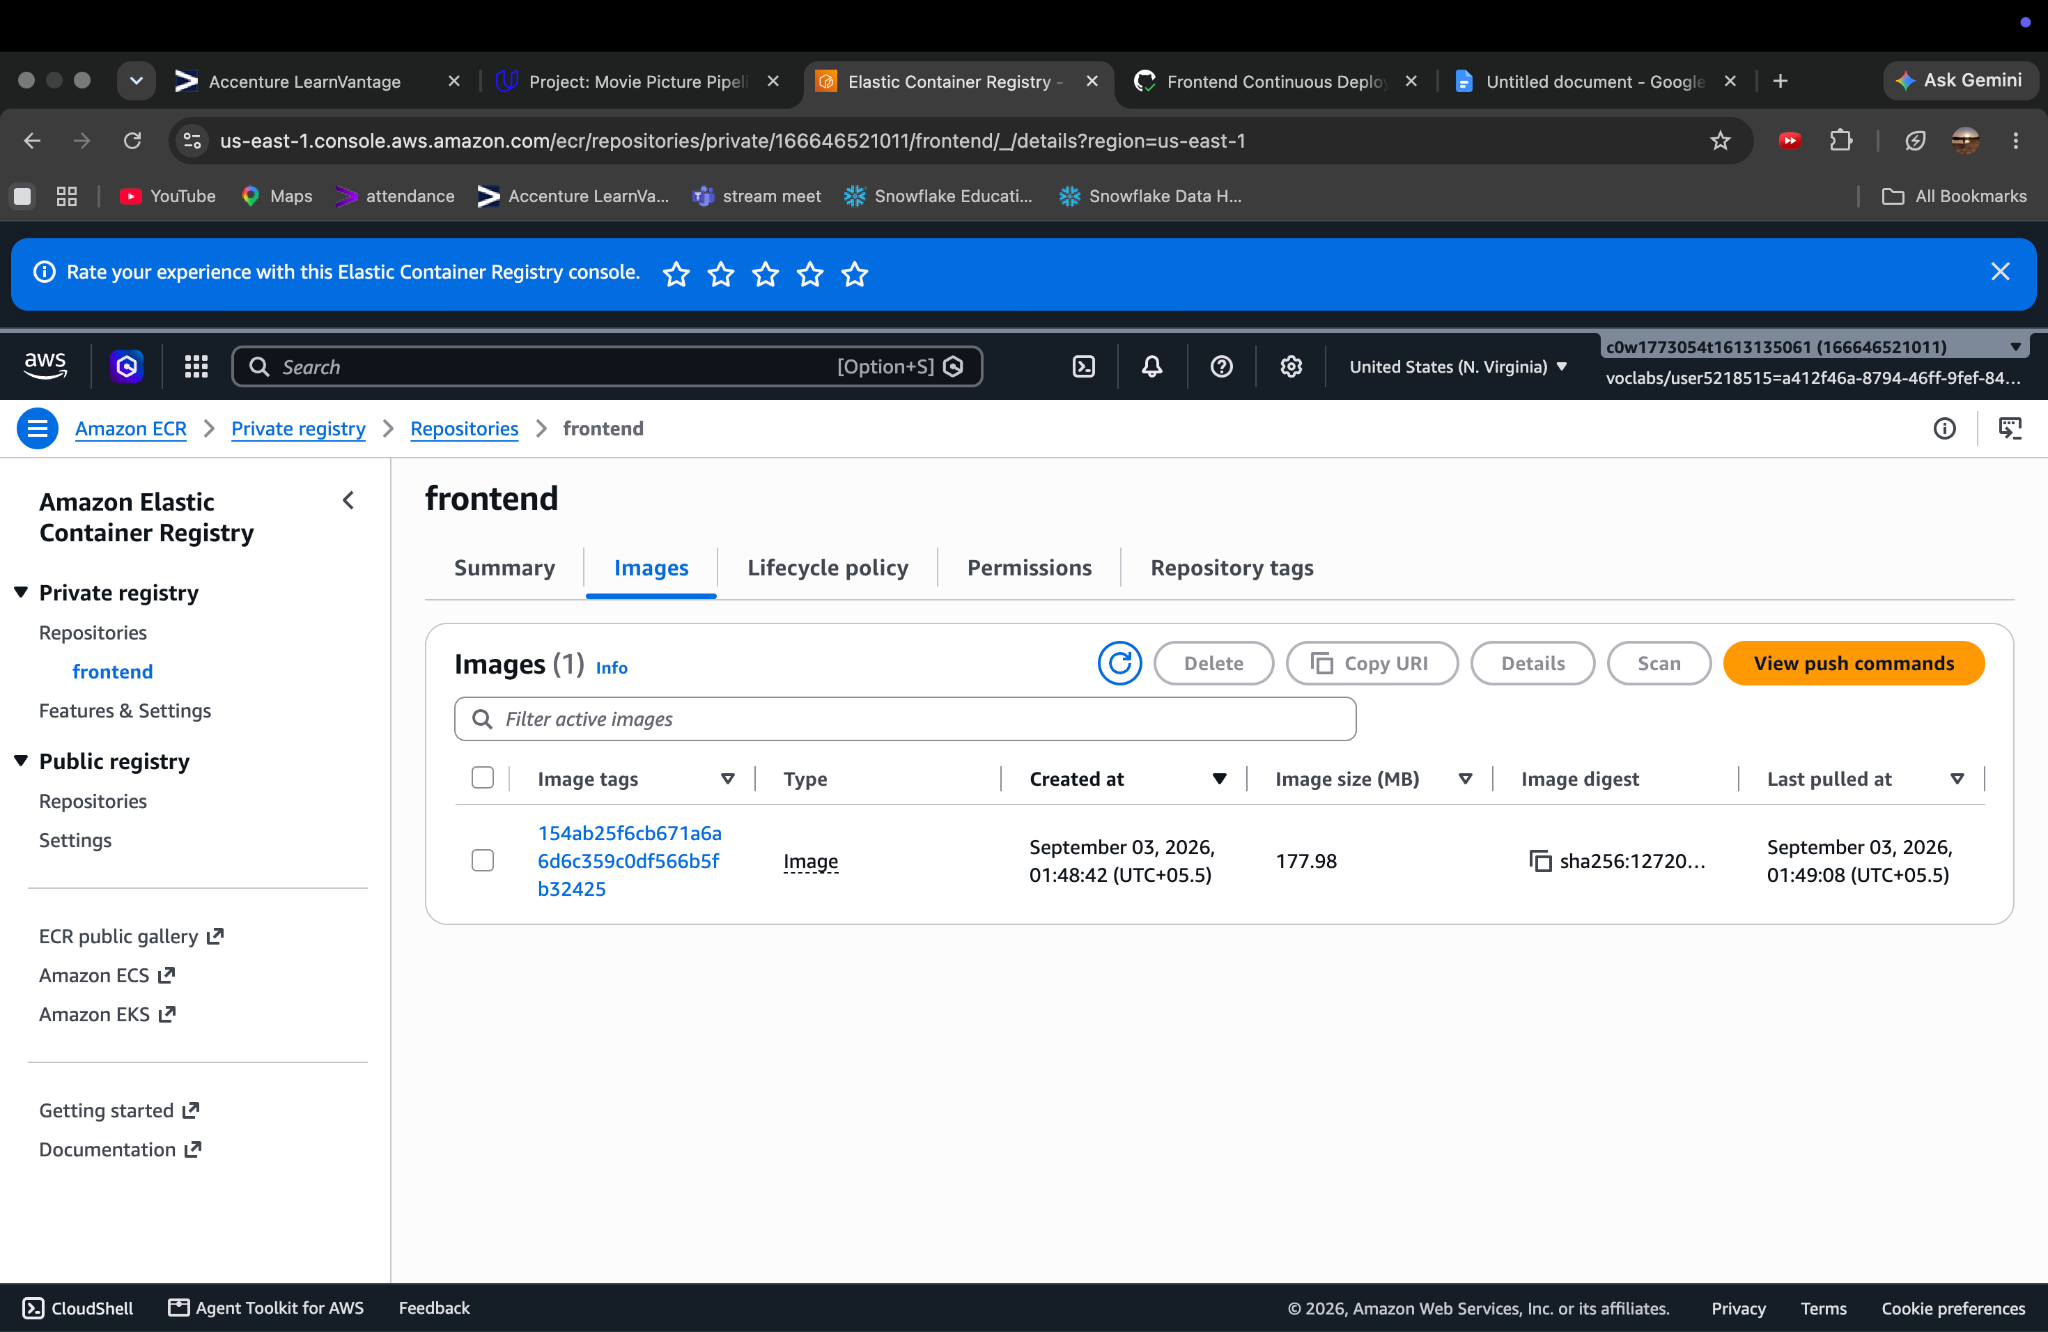 Accenture LearnVantage
Project: Movie Picture Pipeli
Elastic Container Registry -
Frontend Continuous Deploy
Untitled document - Google
Ask Gemini
us-east-1.console.aws.amazon.com/ecr/repositories/private/166646521011/frontend/_/details?region=us-east-1
YouTube
Maps
attendance
Accenture LearnVa...
stream meet
Snowflake Educati...
Snowflake Data H...
All Bookmarks
Rate your experience with this Elastic Container Registry console.
aws
Search
[Option+S]
United States (N. Virginia)
c0w1773054t1613135061 (166646521011)
voclabs/user5218515=a412f46a-8794-46ff-9fef-84...
Amazon ECR
Private registry
Repositories
frontend
Amazon Elastic
Container Registry
Private registry
Repositories
frontend
Features & Settings
Public registry
Repositories
Settings
ECR public gallery
Amazon ECS
Amazon EKS
Getting started
Documentation
frontend
Summary
Images
Lifecycle policy
Permissions
Repository tags
Images (1) Info
Delete
Copy URI
Details
Scan
View push commands
Filter active images
Image tags
Type
Created at
Image size (MB)
Image digest
Last pulled at
154ab25f6cb671a6a
6d6c359c0df566b5f
b32425
Image
September 03, 2026,
01:48:42 (UTC+05.5)
177.98
sha256:12720...
September 03, 2026,
01:49:08 (UTC+05.5)
CloudShell
Agent Toolkit for AWS
Feedback
© 2026, Amazon Web Services, Inc. or its affiliates.
Privacy
Terms
Cookie preferences